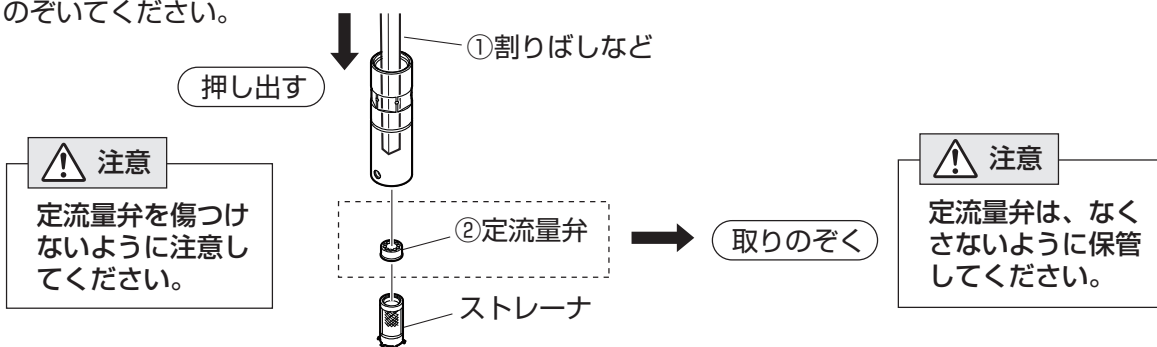 のぞいてください。
①割りばしなど
押し出す
注意
定流量弁を傷つけ
ないように注意し
てください。
②定流量弁
取りのぞく
ストレーナ
注意
定流量弁は、なく
さないように保管
してください。